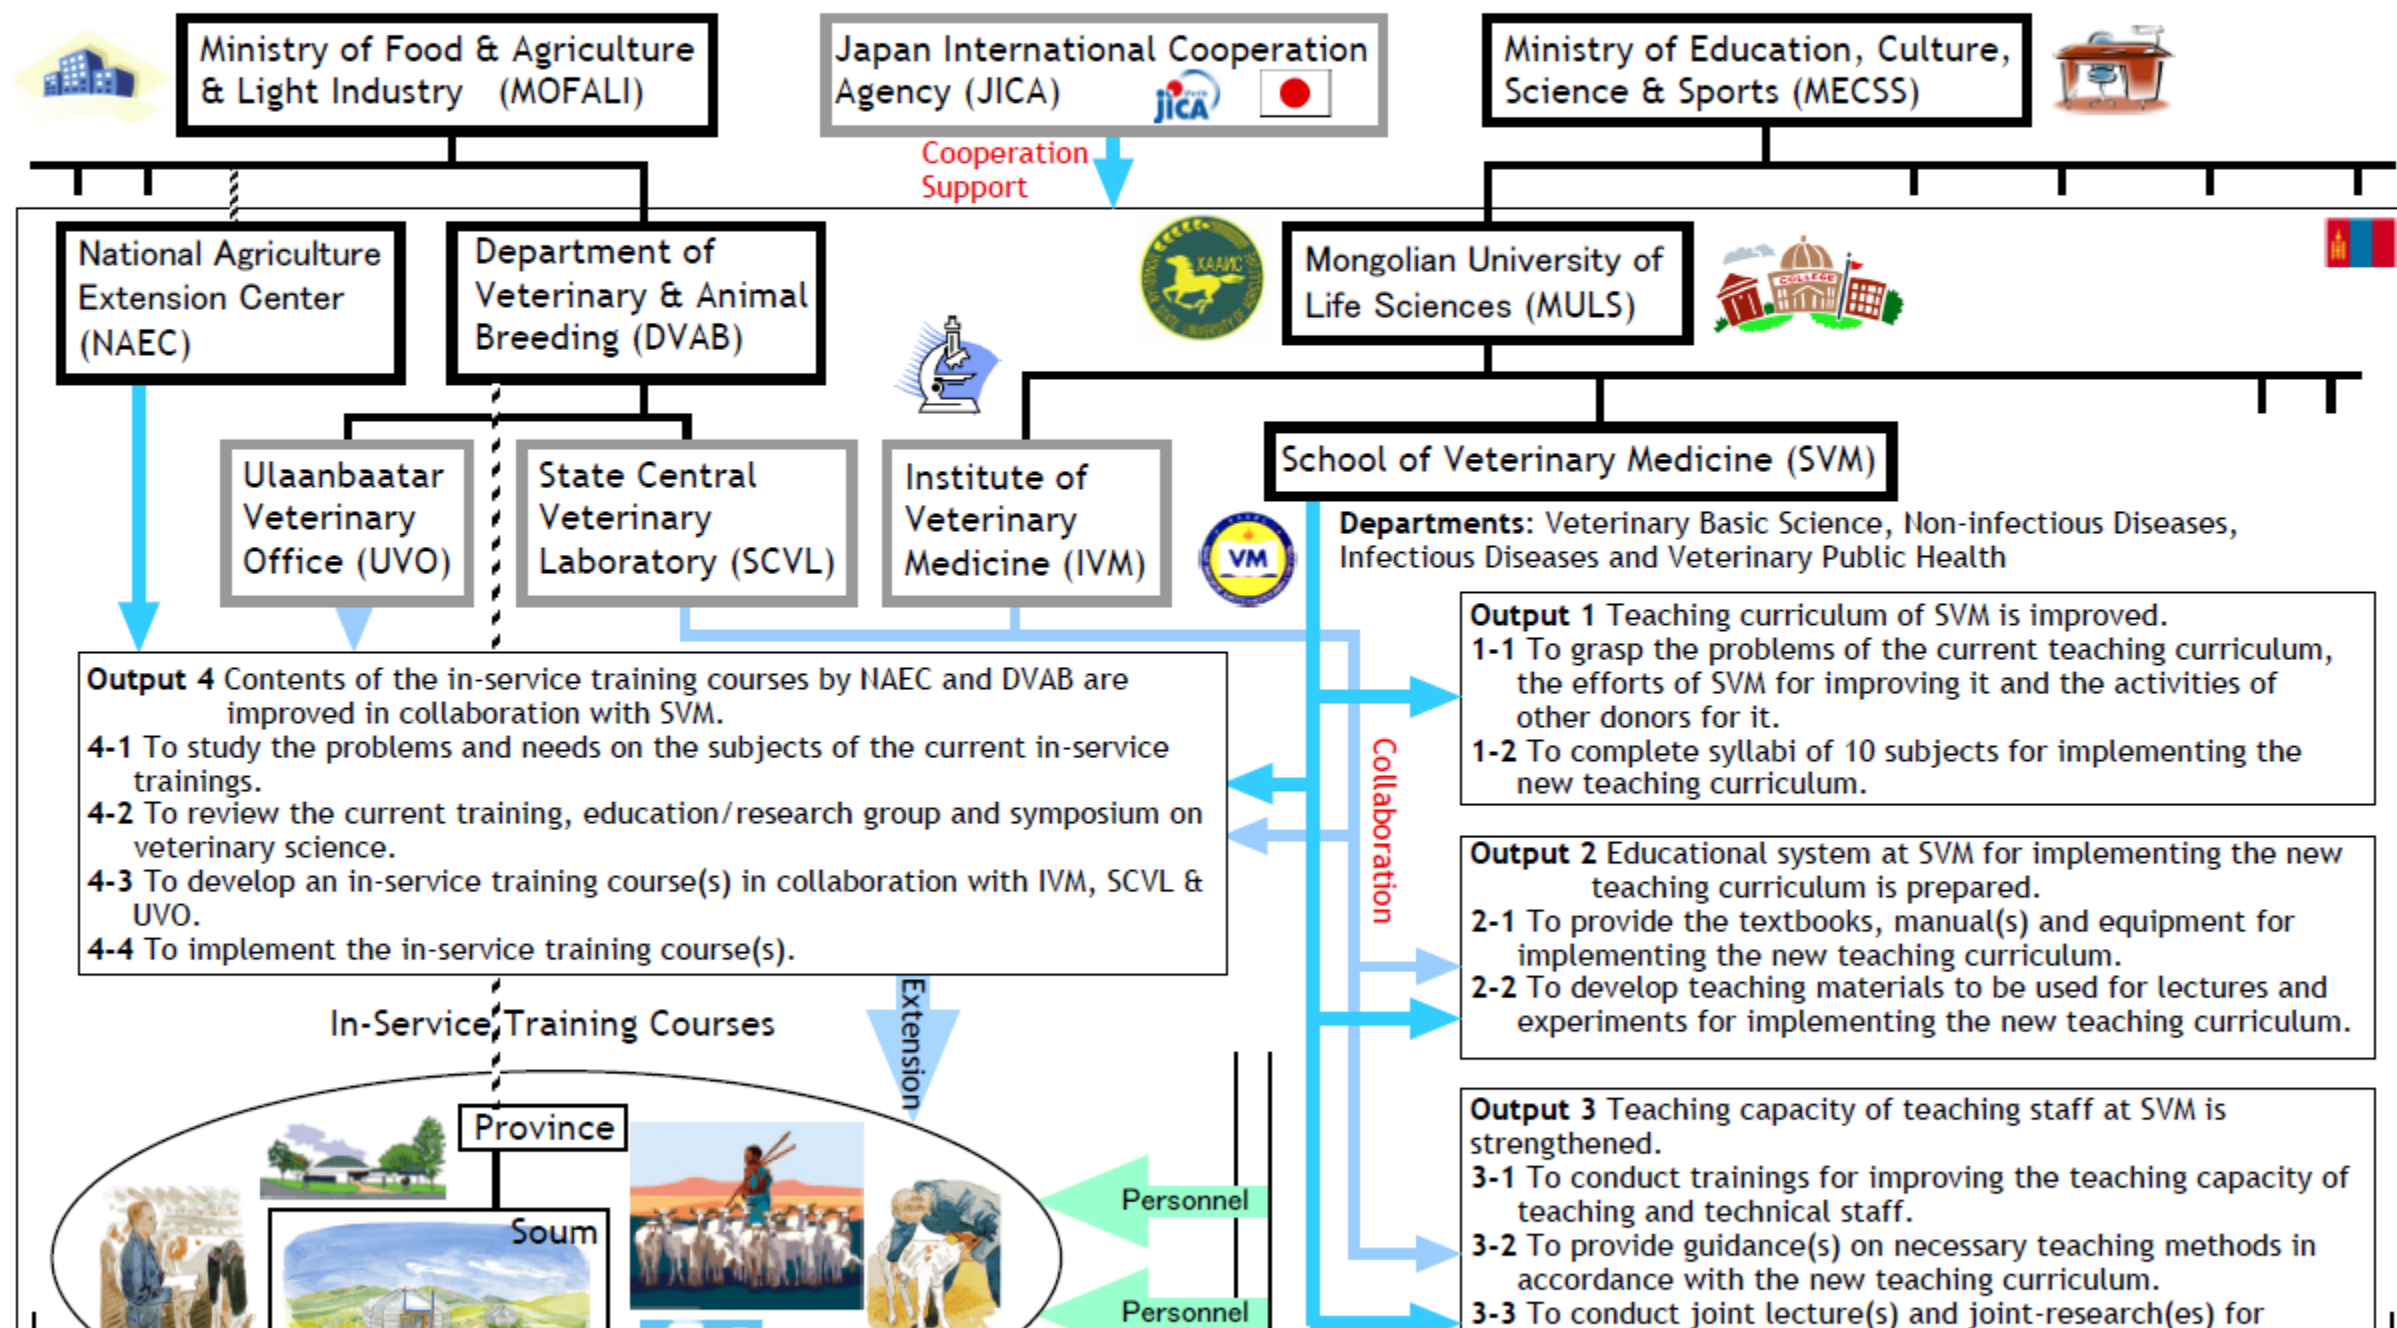 Ministry of Food & Agriculture
& Light Industry (MOFALI)
Japan International Cooperation
Agency (JICA)
jICA
Ministry of Education, Culture,
Science & Sports (MECSS)
Cooperation
Support
National Agriculture
Extension Center
(NAEC)
Department of
Veterinary & Animal
Breeding (DVAB)
ХААИС
Mongolian University of
Life Sciences (MULS)
COLLEGE
Ulaanbaatar
Veterinary
Office (UVO)
State Central
Veterinary
Laboratory (SCVL)
Institute of
Veterinary
Medicine (IVM)
School of Veterinary Medicine (SVM)
VM
Departments: Veterinary Basic Science, Non-infectious Diseases,
Infectious Diseases and Veterinary Public Health
Output 4 Contents of the in-service training courses by NAEC and DVAB are
improved in collaboration with SVM.
4-1 To study the problems and needs on the subjects of the current in-service
trainings.
4-2 To review the current training, education/research group and symposium on
veterinary science.
4-3 To develop an in-service training course(s) in collaboration with IVM, SCVL &
UVO.
4-4 To implement the in-service training course(s).
Collaboration
Output 1 Teaching curriculum of SVM is improved.
1-1 To grasp the problems of the current teaching curriculum,
the efforts of SVM for improving it and the activities of
other donors for it.
1-2 To complete syllabi of 10 subjects for implementing the
new teaching curriculum.
Output 2 Educational system at SVM for implementing the new
teaching curriculum is prepared.
2-1 To provide the textbooks, manual(s) and equipment for
implementing the new teaching curriculum.
2-2 To develop teaching materials to be used for lectures and
experiments for implementing the new teaching curriculum.
Output 3 Teaching capacity of teaching staff at SVM is
strengthened.
3-1 To conduct trainings for improving the teaching capacity of
teaching and technical staff.
3-2 To provide guidance(s) on necessary teaching methods in
accordance with the new teaching curriculum.
3-3 To conduct joint lecture(s) and joint-research(es) for
In-Service Training Courses
Extension
Province
Soum
Personnel
Personnel